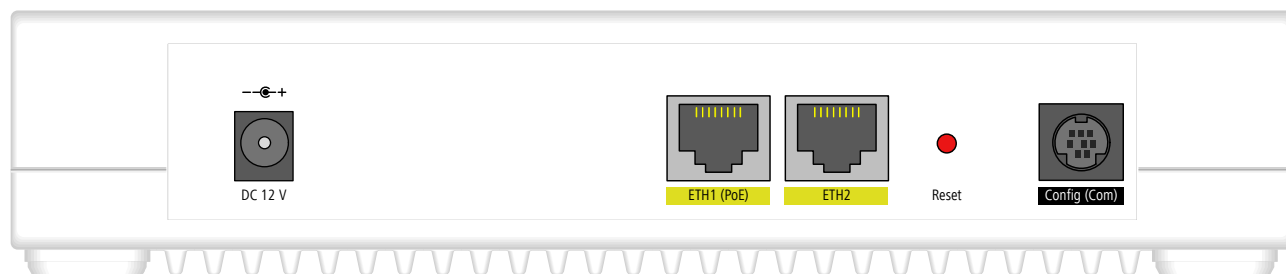 DC 12 V
ETH1 (PoE)
ETH2
Reset
Config (Com)